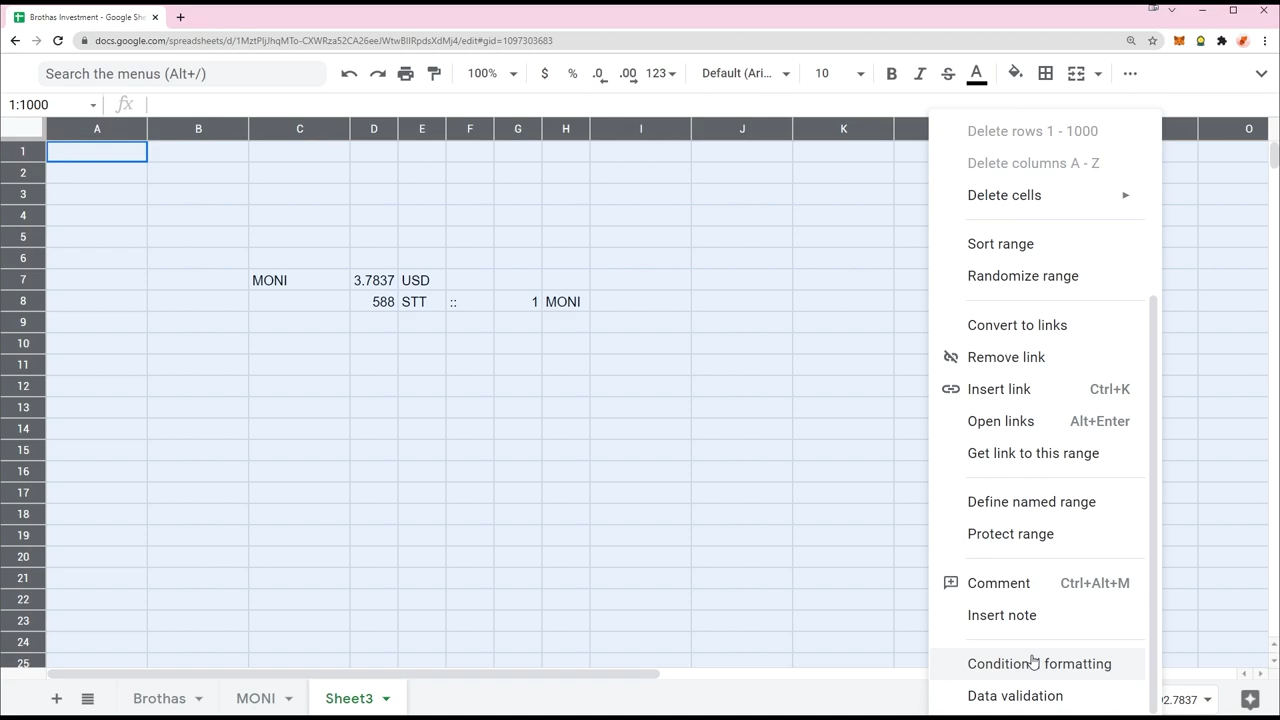 Brothas Investment - Google She
docs.google.com/spreadsheets/d/1MztPljJhqMTo-CXWRza52CA26eeJWtwBIIRpdsXdMj4/edit#gid=1097303683
Search the menus (Alt+/)
100%
$
%
.0
.00
123
Default (Ari...
10
B
I
S
A
1:1000
fx
A B C D E F G H I J K O
1
2
3
4
5
6
7 MONI 3.7837 USD
8 588 STT :: 1 MONI
9
10
11
12
13
14
15
16
17
18
19
20
21
22
23
24
25
Delete rows 1 - 1000
Delete columns A - Z
Delete cells
Sort range
Randomize range
Convert to links
Remove link
Insert link Ctrl+K
Open links Alt+Enter
Get link to this range
Define named range
Protect range
Comment Ctrl+Alt+M
Insert note
Conditional formatting
Data validation
Brothas
MONI
Sheet3
2.7837